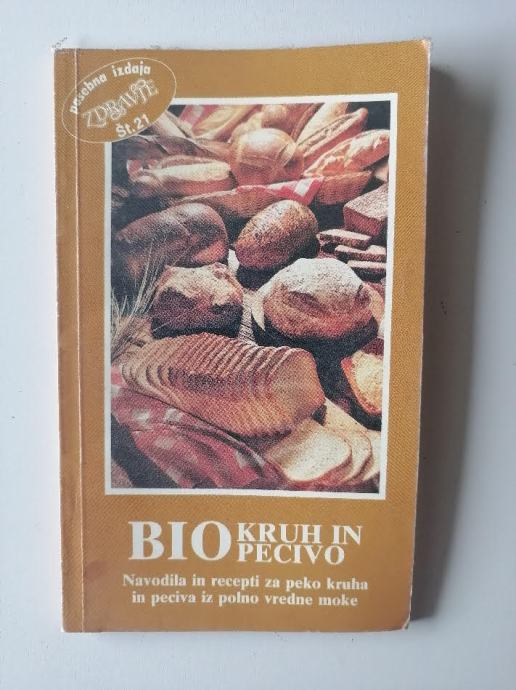 posebna izdaja
ZDRAVJE
Št. 21
BIO KRUH IN
PECIVO
Navodila in recepti za peko kruha
in peciva iz polno vredne moke